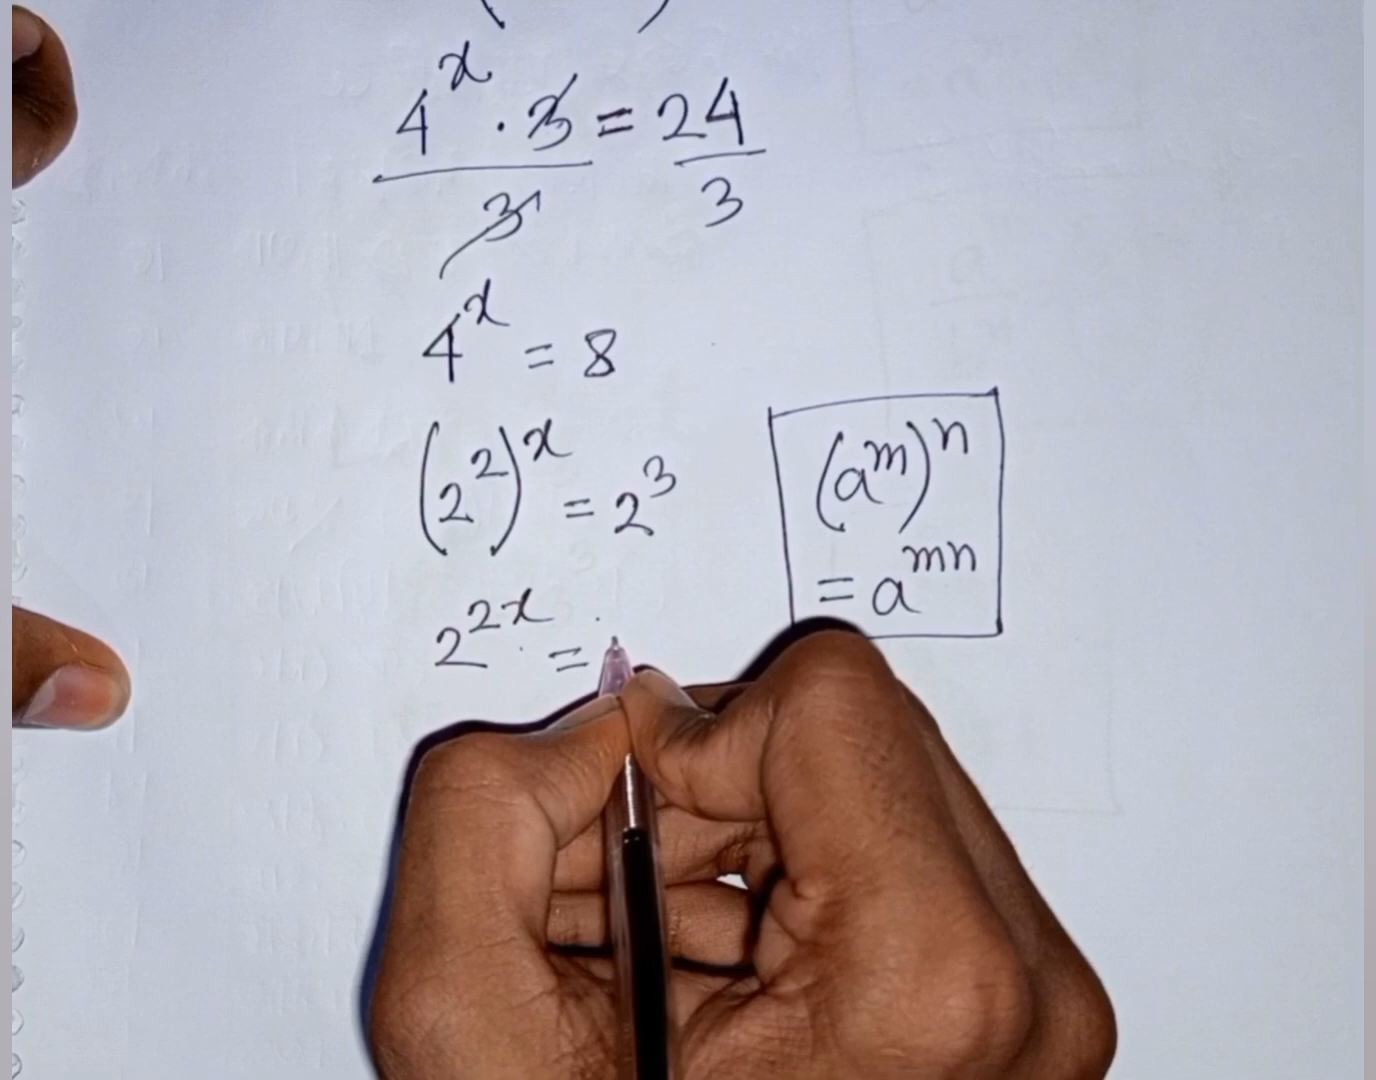 4^x · 3 = 24
3 3
4^x = 8
(2^2)^x = 2^3
2^2x =
(a^m)^n
= a^mn